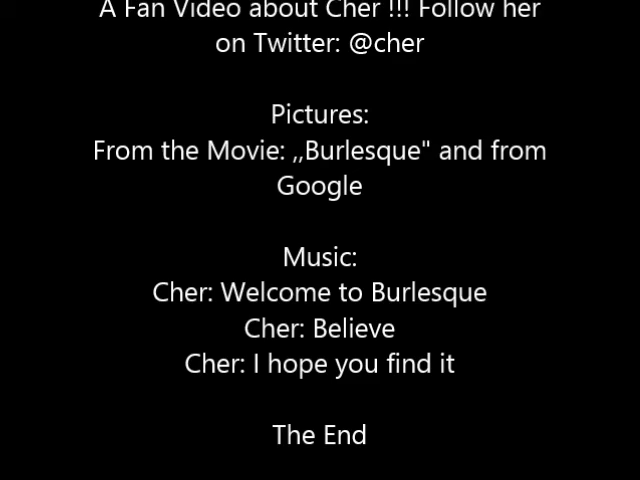 A Fan Video about Cher !!! Follow her
on Twitter: @cher
Pictures:
From the Movie: ,,Burlesque" and from
Google
Music:
Cher: Welcome to Burlesque
Cher: Believe
Cher: I hope you find it
The End